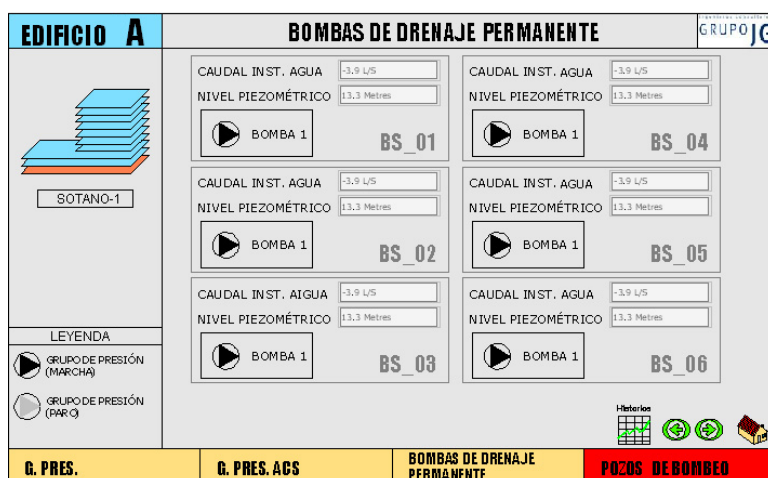 EDIFICIO A
BOMBAS DE DRENAJE PERMANENTE
GRUPO JG
SOTANO-1
LEYENDA
GRUPO DE PRESIÓN
(MARCHA)
GRUPO DE PRESIÓN
(PARO)
CAUDAL INST. AGUA -3.9 L/S
NIVEL PIEZOMÉTRICO 13.3 Metres
BOMBA 1
BS_01
CAUDAL INST. AGUA -3.9 L/S
NIVEL PIEZOMÉTRICO 13.3 Metres
BOMBA 1
BS_04
CAUDAL INST. AGUA -3.9 L/S
NIVEL PIEZOMÉTRICO 13.3 Metres
BOMBA 1
BS_02
CAUDAL INST. AGUA -3.9 L/S
NIVEL PIEZOMÉTRICO 13.3 Metres
BOMBA 1
BS_05
CAUDAL INST. AIGUA -3.9 L/S
NIVEL PIEZOMÉTRICO 13.3 Metres
BOMBA 1
BS_03
CAUDAL INST. AGUA -3.9 L/S
NIVEL PIEZOMÉTRICO 13.3 Metres
BOMBA 1
BS_06
Historios
G. PRES.
G. PRES. ACS
BOMBAS DE DRENAJE
PERMANENTE
POZOS DE BOMBEO